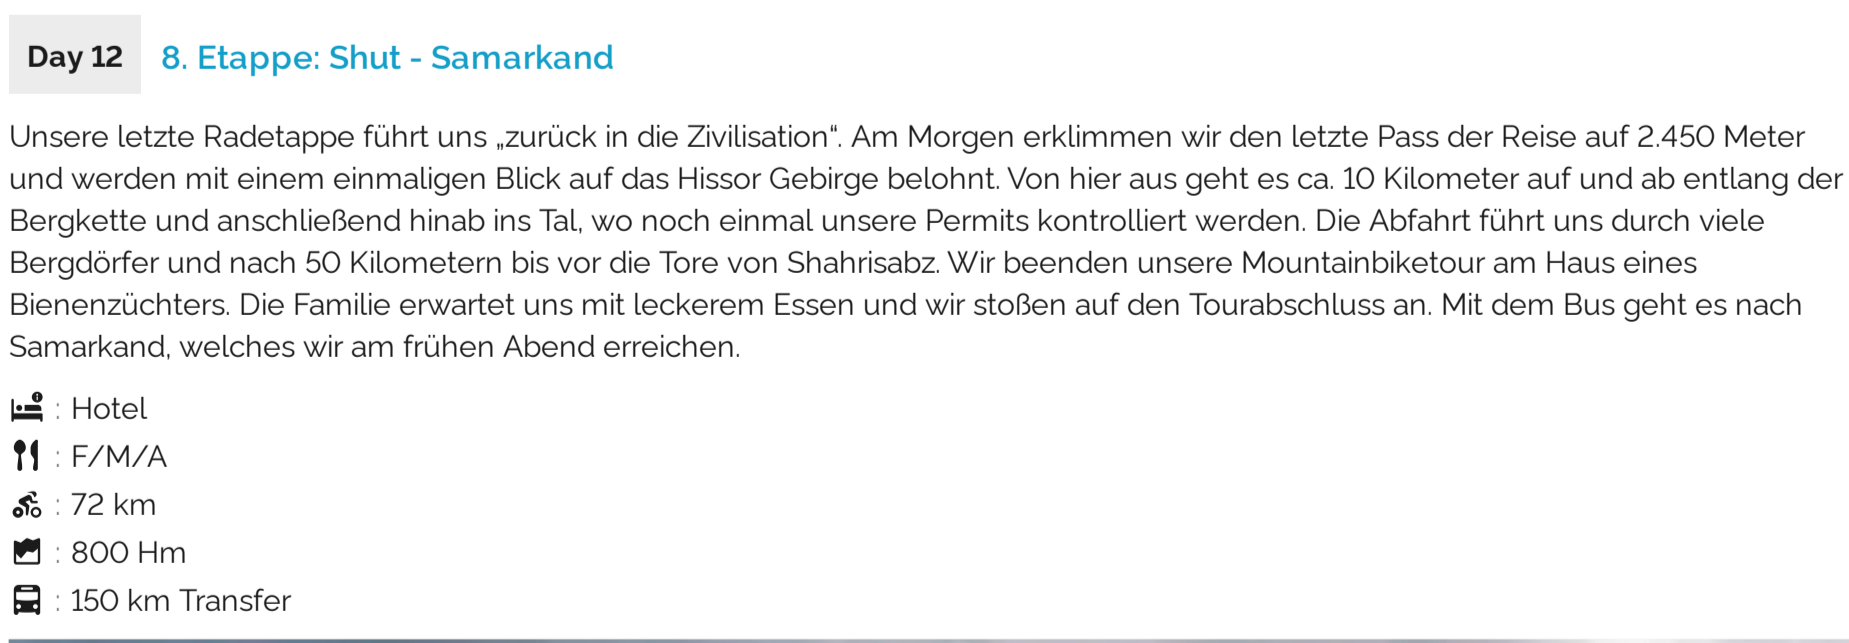 Day 12
8. Etappe: Shut - Samarkand
Unsere letzte Radetappe führt uns „zurück in die Zivilisation“. Am Morgen erklimmen wir den letzte Pass der Reise auf 2.450 Meter
und werden mit einem einmaligen Blick auf das Hissor Gebirge belohnt. Von hier aus geht es ca. 10 Kilometer auf und ab entlang der
Bergkette und anschließend hinab ins Tal, wo noch einmal unsere Permits kontrolliert werden. Die Abfahrt führt uns durch viele
Bergdörfer und nach 50 Kilometern bis vor die Tore von Shahrisabz. Wir beenden unsere Mountainbiketour am Haus eines
Bienenzüchters. Die Familie erwartet uns mit leckerem Essen und wir stoßen auf den Tourabschluss an. Mit dem Bus geht es nach
Samarkand, welches wir am frühen Abend erreichen.
: Hotel
: F/M/A
: 72 km
: 800 Hm
: 150 km Transfer